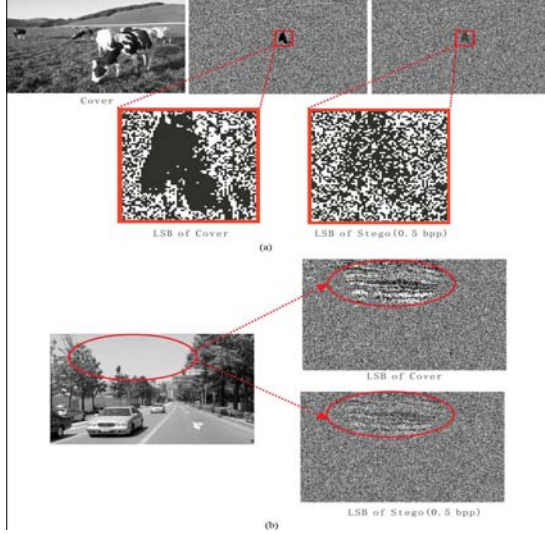 Cover
LSB of Cover
LSB of Stego(0.5 bpp)
(a)
LSB of Cover
LSB of Stego(0.5 bpp)
(b)